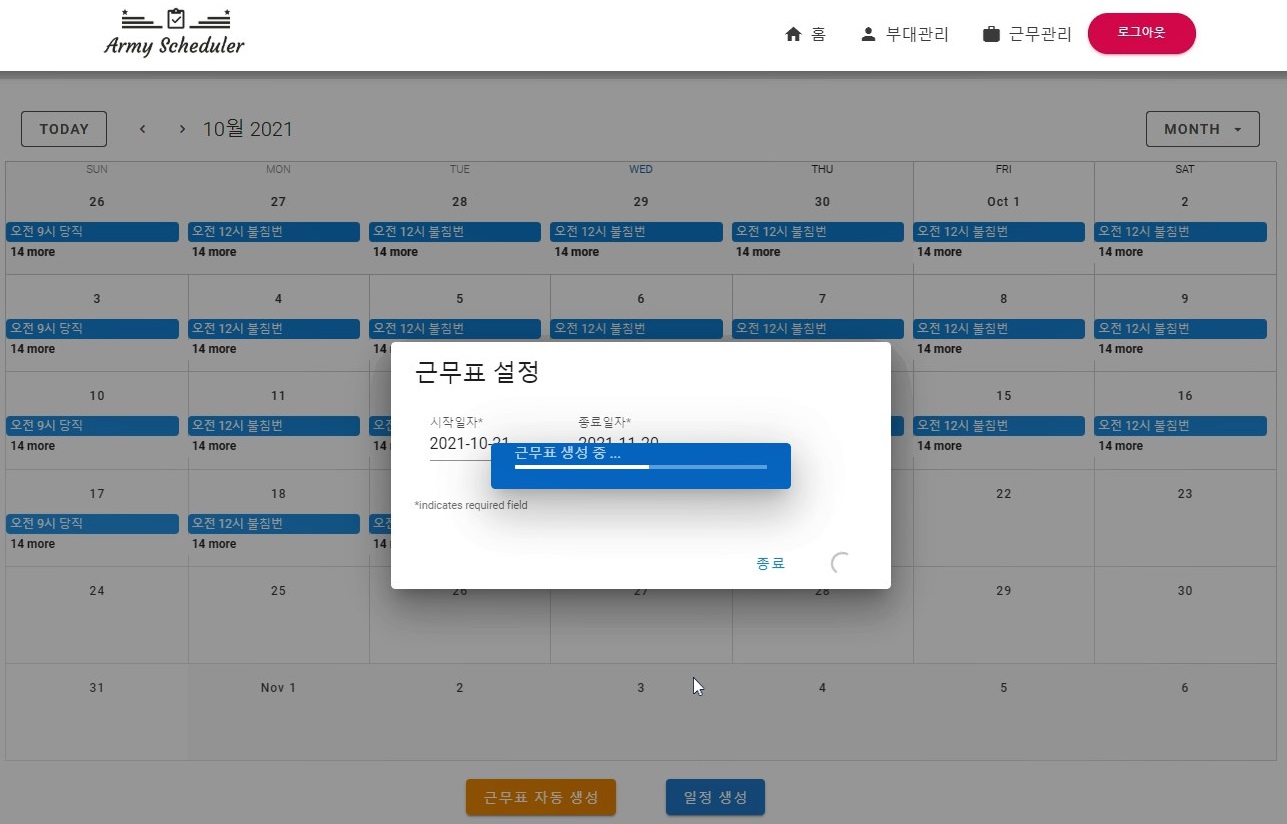 Army Scheduler
홈 부대관리 근무관리 로그아웃
TODAY 10월 2021 MONTH
SUN MON TUE WED THU FRI SAT
26 27 28 29 30 Oct 1 2
오전 9시 당직 오전 12시 불침번 오전 12시 불침번 오전 12시 불침번 오전 12시 불침번 오전 12시 불침번 오전 12시 불침번
14 more 14 more 14 more 14 more 14 more 14 more 14 more
3 4 5 6 7 8 9
오전 9시 당직 오전 12시 불침번 오전 12시 불침번 오전 12시 불침번 오전 12시 불침번 오전 12시 불침번 오전 12시 불침번
14 more 14 more 14 14 more 14 more
근무표 설정
10 11 15 16
시작일자* 종료일자*
오전 9시 당직 오전 12시 불침번 오전 12시 불침번 오전 12시 불침번
2021-10-21 2021-11-20
14 more 14 more 14 14 more 14 more
근무표 생성 중 ...
17 18 22 23
*indicates required field
오전 9시 당직 오전 12시 불침번
14 more 14 more 14
종료
24 25 26 27 28 29 30
31 Nov 1 2 3 4 5 6
근무표 자동 생성 일정 생성